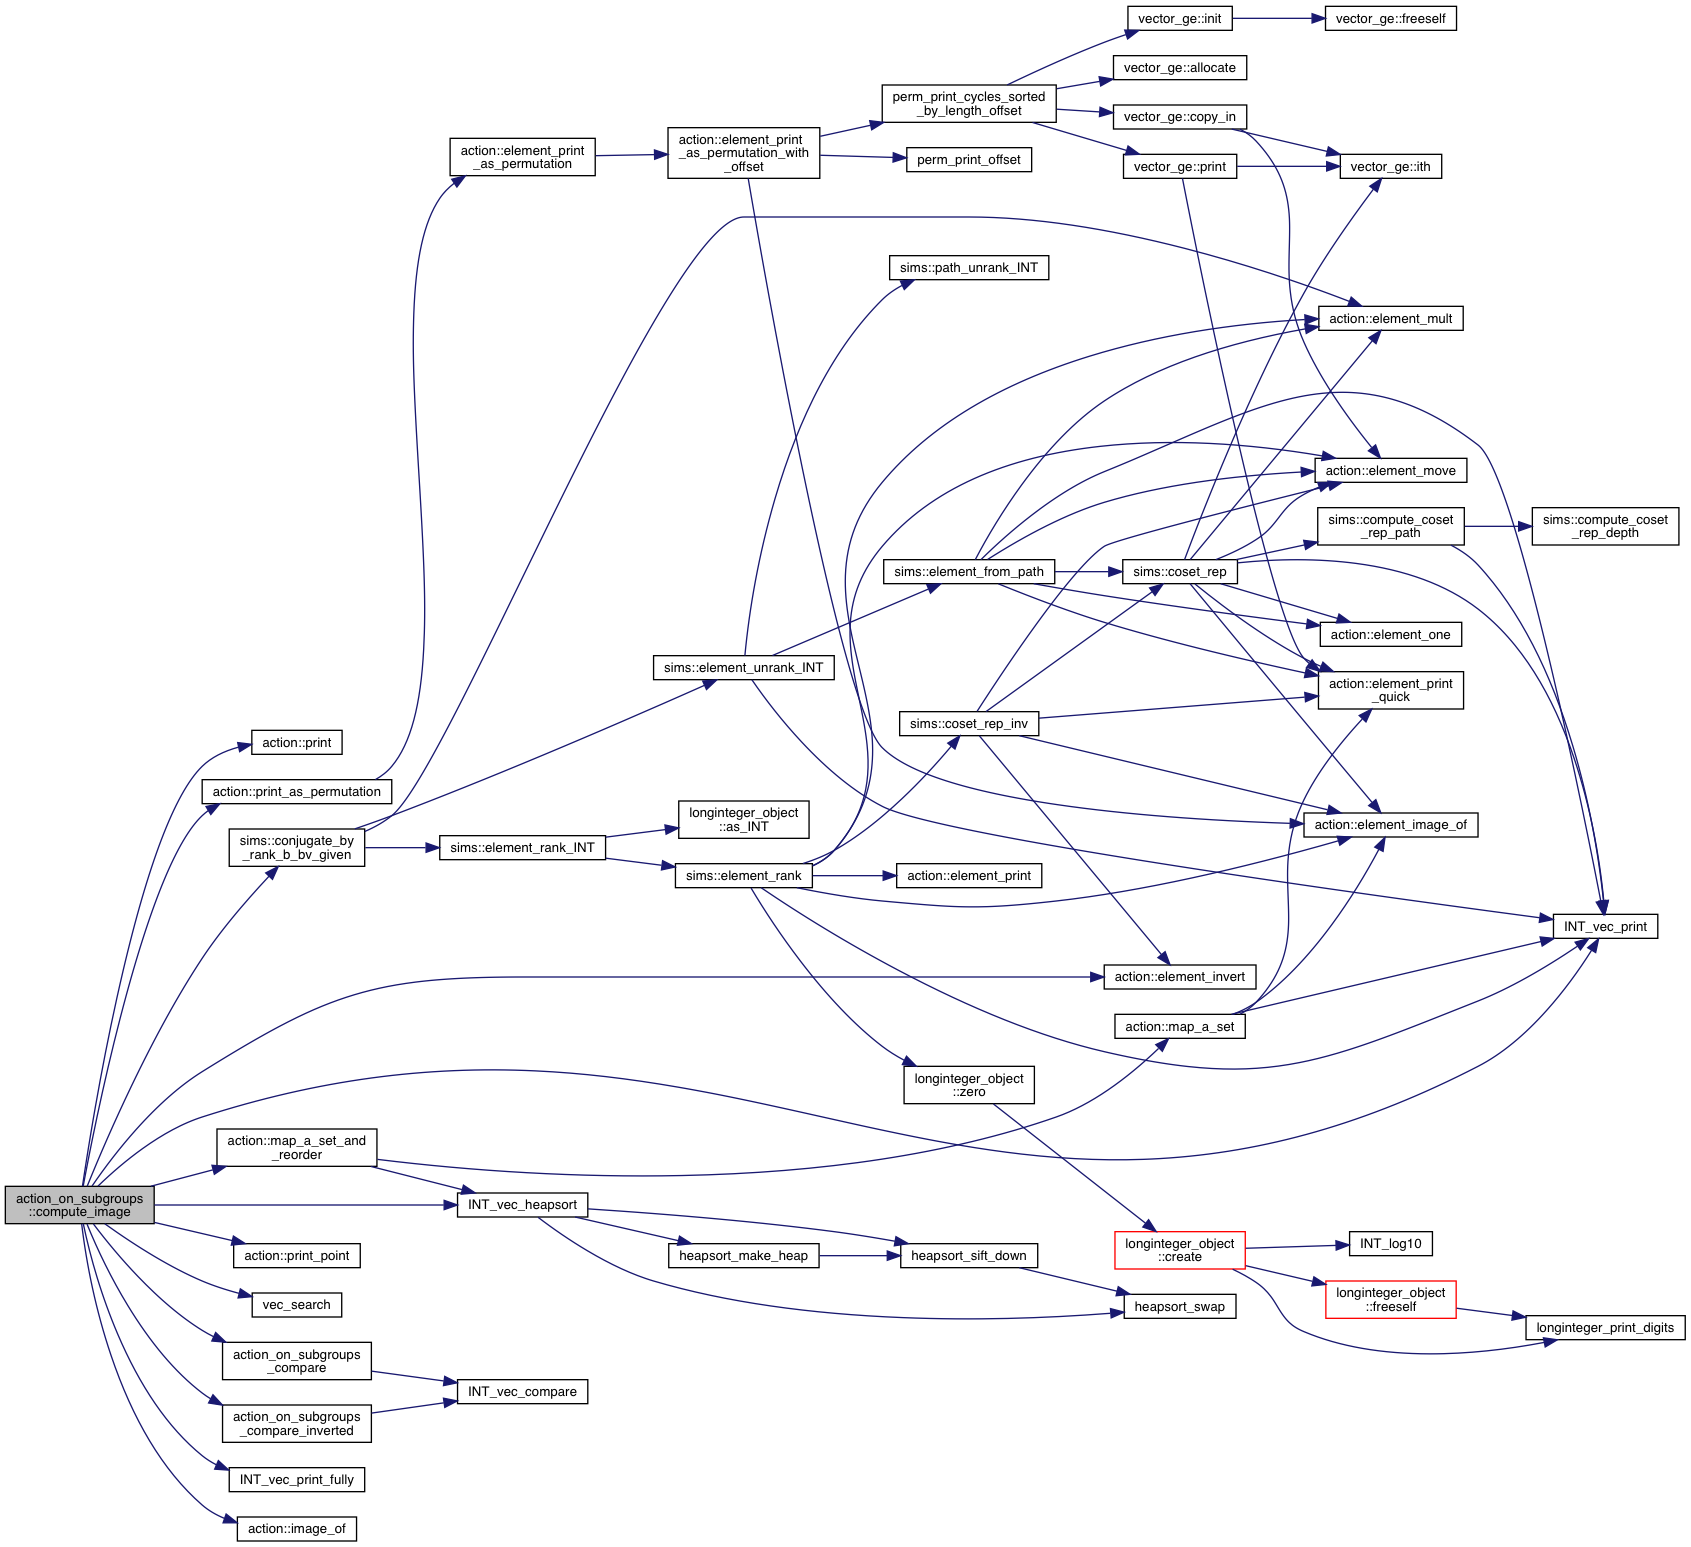 vector_ge::init
vector_ge::freeself
vector_ge::allocate
perm_print_cycles_sorted
_by_length_offset
vector_ge::copy_in
action::element_print
_as_permutation
action::element_print
_as_permutation_with
_offset
perm_print_offset
vector_ge::print
vector_ge::ith
sims::path_unrank_INT
action::element_mult
action::element_move
sims::compute_coset
_rep_path
sims::compute_coset
_rep_depth
sims::element_from_path
sims::coset_rep
action::element_one
sims::element_unrank_INT
action::element_print
_quick
sims::coset_rep_inv
action::print
action::print_as_permutation
longinteger_object
::as_INT
action::element_image_of
sims::conjugate_by
_rank_b_bv_given
sims::element_rank_INT
sims::element_rank
action::element_print
INT_vec_print
action::element_invert
action::map_a_set
longinteger_object
::zero
action::map_a_set_and
_reorder
action_on_subgroups
::compute_image
INT_vec_heapsort
action::print_point
heapsort_make_heap
heapsort_sift_down
longinteger_object
::create
INT_log10
vec_search
heapsort_swap
longinteger_object
::freeself
longinteger_print_digits
action_on_subgroups
_compare
INT_vec_compare
action_on_subgroups
_compare_inverted
INT_vec_print_fully
action::image_of